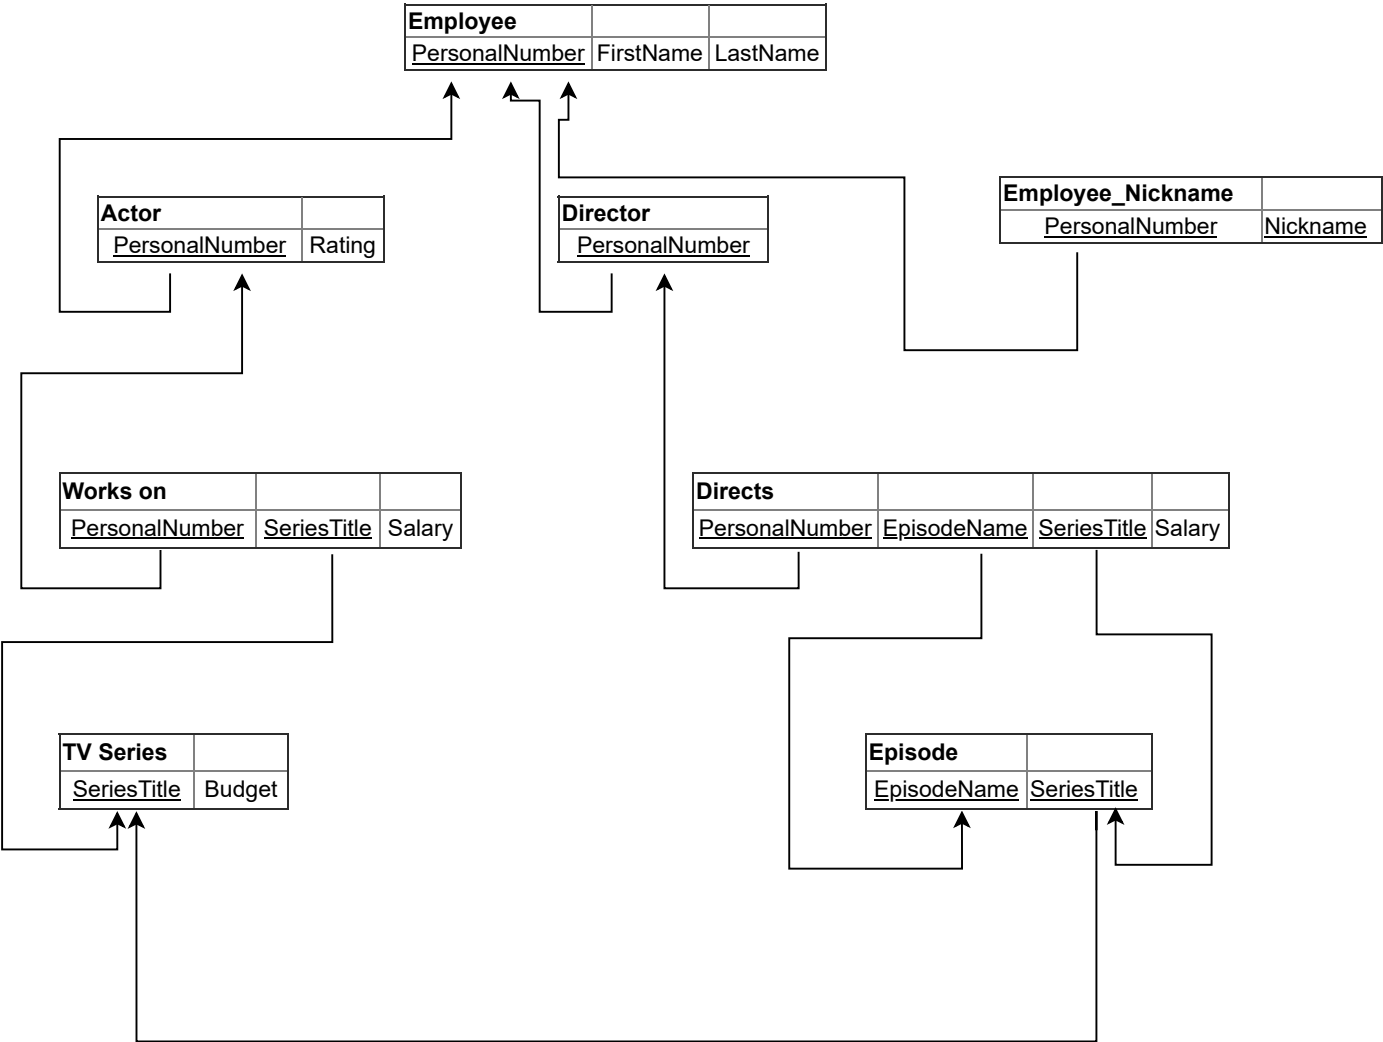 Employee
PersonalNumber FirstName LastName
Actor
PersonalNumber Rating
Director
PersonalNumber
Employee_Nickname
PersonalNumber Nickname
Works on
PersonalNumber SeriesTitle Salary
Directs
PersonalNumber EpisodeName SeriesTitle Salary
TV Series
SeriesTitle Budget
Episode
EpisodeName SeriesTitle